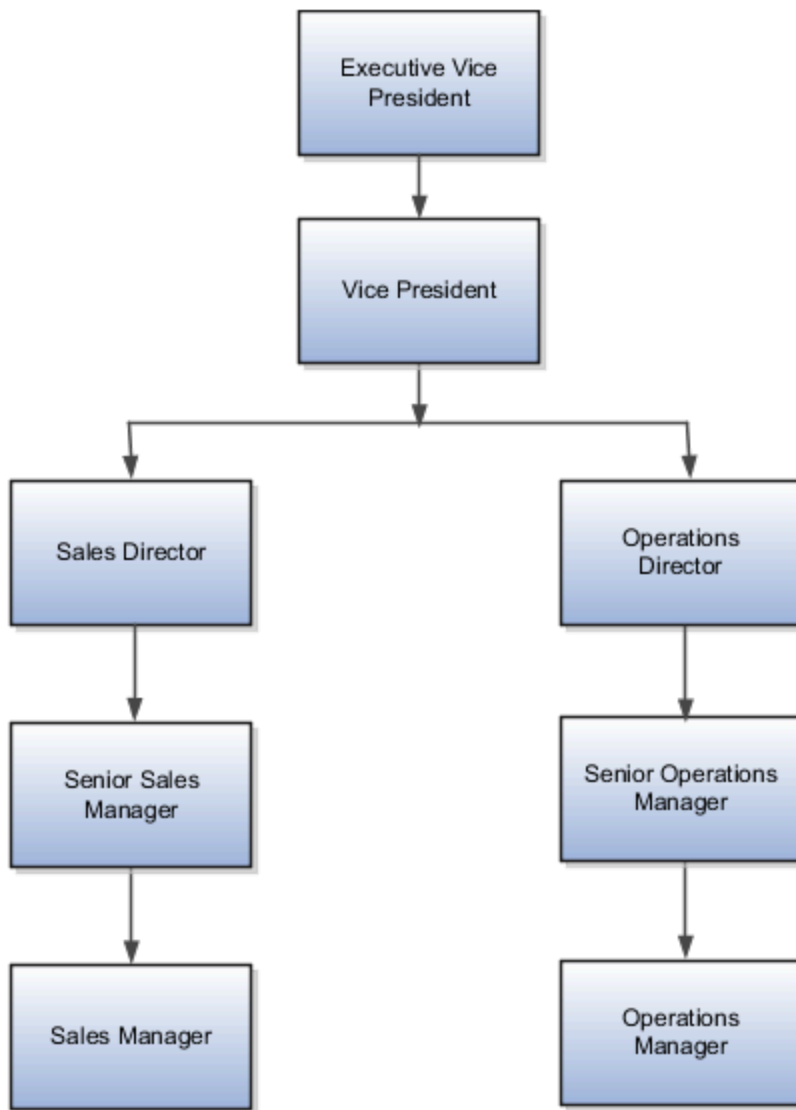 Executive Vice
President
Vice President
Sales Director
Operations
Director
Senior Sales
Manager
Senior Operations
Manager
Sales Manager
Operations
Manager